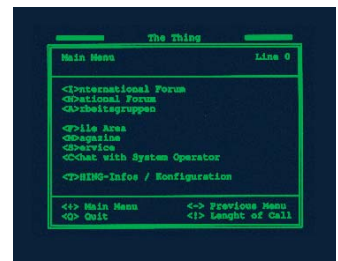 The Thing
Main Menu Line 0
<I>nternational Forum
<N>ational Forum
<A>rbeitsgruppen
<F>ile Area
<M>agazine
<S>ervice
<C>hat with System Operator
<T>HING-Infos / Konfiguration
<+> Main Menu <-> Previous Menu
<Q> Quit <!> Lenght of Call